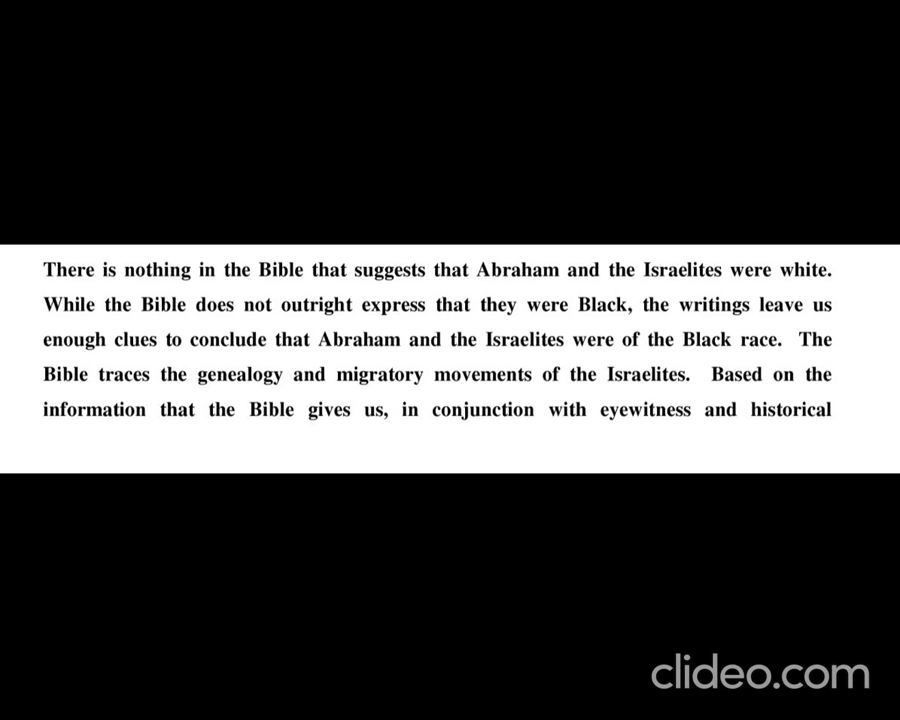 There is nothing in the Bible that suggests that Abraham and the Israelites were white.
While the Bible does not outright express that they were Black, the writings leave us
enough clues to conclude that Abraham and the Israelites were of the Black race. The
Bible traces the genealogy and migratory movements of the Israelites. Based on the
information that the Bible gives us, in conjunction with eyewitness and historical
clideo.com